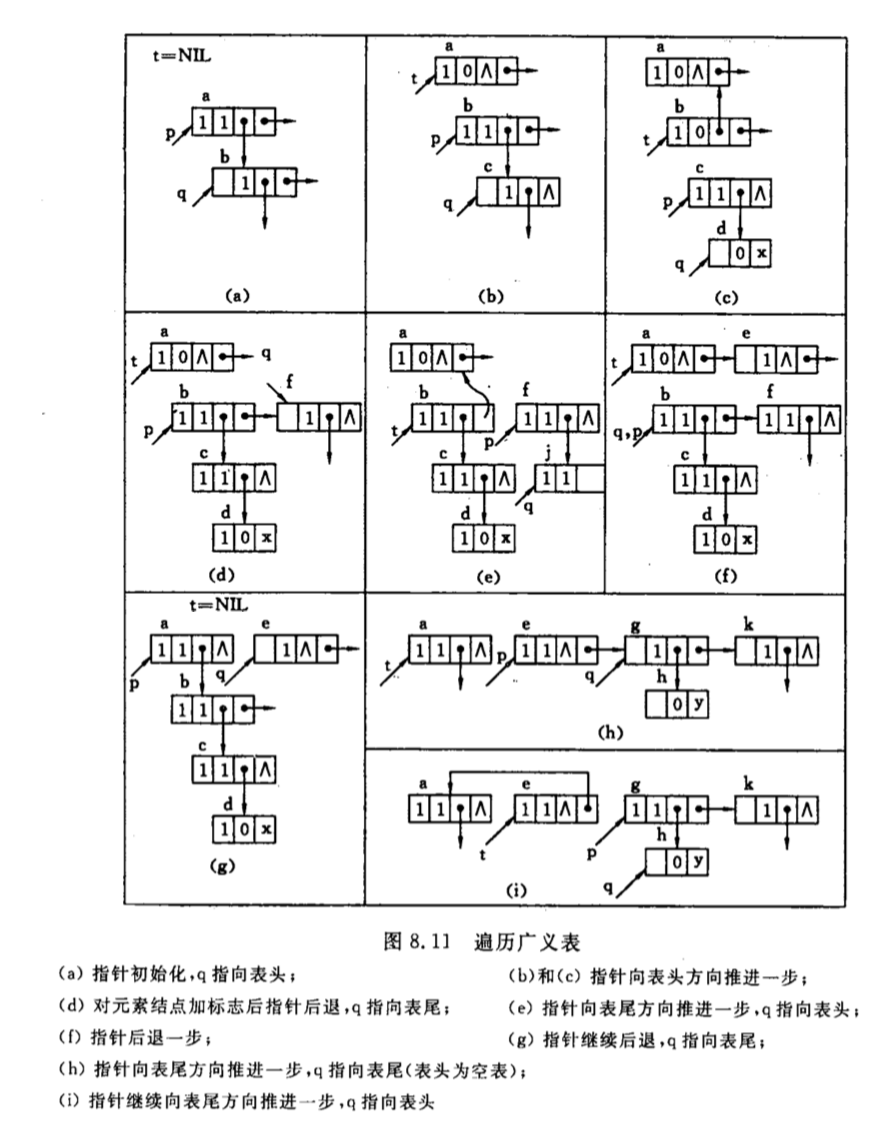 t=NIL
a
p 1 1
b
q 1
(a)
a
t 1 0 ∧
b
p 1 1
c
q 1 ∧
(b)
a
1 0 ∧
b
t 1 0
c
p 1 1 ∧
d
q 0 x
(c)
a
t 1 0 ∧ q
b f
p 1 1 1 ∧
c
1 1 ∧
d
1 0 x
(d)
a
1 0 ∧
b f
t 1 1 p 1 1 ∧
c j
1 1 ∧ q 1 1
d
1 0 x
(e)
a e
t 1 0 ∧ 1 ∧
b f
q,p 1 1 1 1 ∧
c
1 1 ∧
d
1 0 x
(f)
t=NIL
a e
p 1 1 ∧ q 1 ∧
b
1 1
c
1 1 ∧
d
1 0 x
(g)
a e g k
t 1 1 ∧ p 1 1 ∧ q 1 1 ∧
h
0 y
(h)
a e g k
1 1 ∧ t 1 1 ∧ p 1 1 1 ∧
h
q 0 y
(i)
图 8.11 遍历广义表
(a) 指针初始化,q 指向表头; (b)和(c) 指针向表头方向推进一步;
(d) 对元素结点加标志后指针后退,q 指向表尾; (e) 指针向表尾方向推进一步,q 指向表头;
(f) 指针后退一步; (g) 指针继续后退,q 指向表尾;
(h) 指针向表尾方向推进一步,q 指向表尾(表头为空表);
(i) 指针继续向表尾方向推进一步,q 指向表头